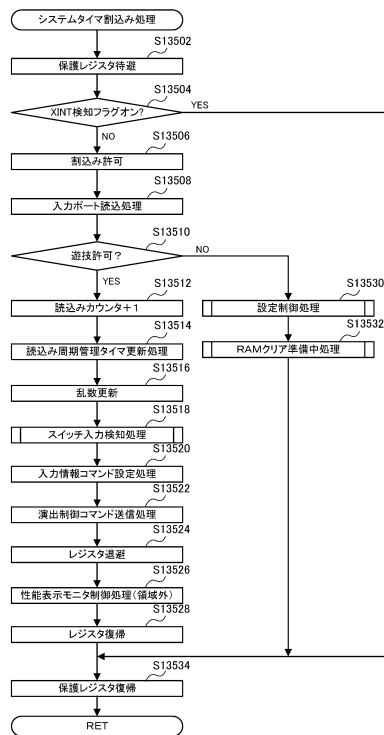 システムタイマ割込み処理
S13502
保護レジスタ待避
S13504
XINT検知フラグオン?
YES
NO
S13506
割込み許可
S13508
入力ポート読込処理
S13510
遊技許可？
NO
YES
S13512
読込みカウンタ＋１
S13530
設定制御処理
S13514
読込み周期管理タイマ更新処理
S13532
RAMクリア準備中処理
S13516
乱数更新
S13518
スイッチ入力検知処理
S13520
入力情報コマンド設定処理
S13522
演出制御コマンド送信処理
S13524
レジスタ退避
S13526
性能表示モニタ制御処理(領域外)
S13528
レジスタ復帰
S13534
保護レジスタ復帰
RET